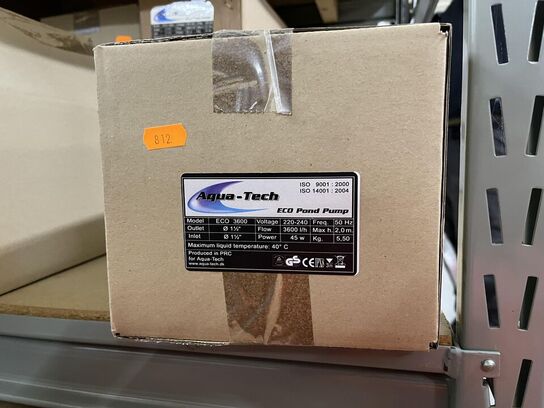 812
Aqua-Tech
ISO 9001 : 2000
ISO 14001 : 2004
ECO Pond Pump
Model ECO 3600 Voltage 220-240 Freq. 50 Hz
Outlet Ø 1½" Flow 3600 l/h Max h. 2,0 m.
Inlet Ø 1½" Power 45 w Kg. 5,50
Maximum liquid temperature: 40° C
Produced in PRC
for Aqua-Tech
www.aqua-tech.dk